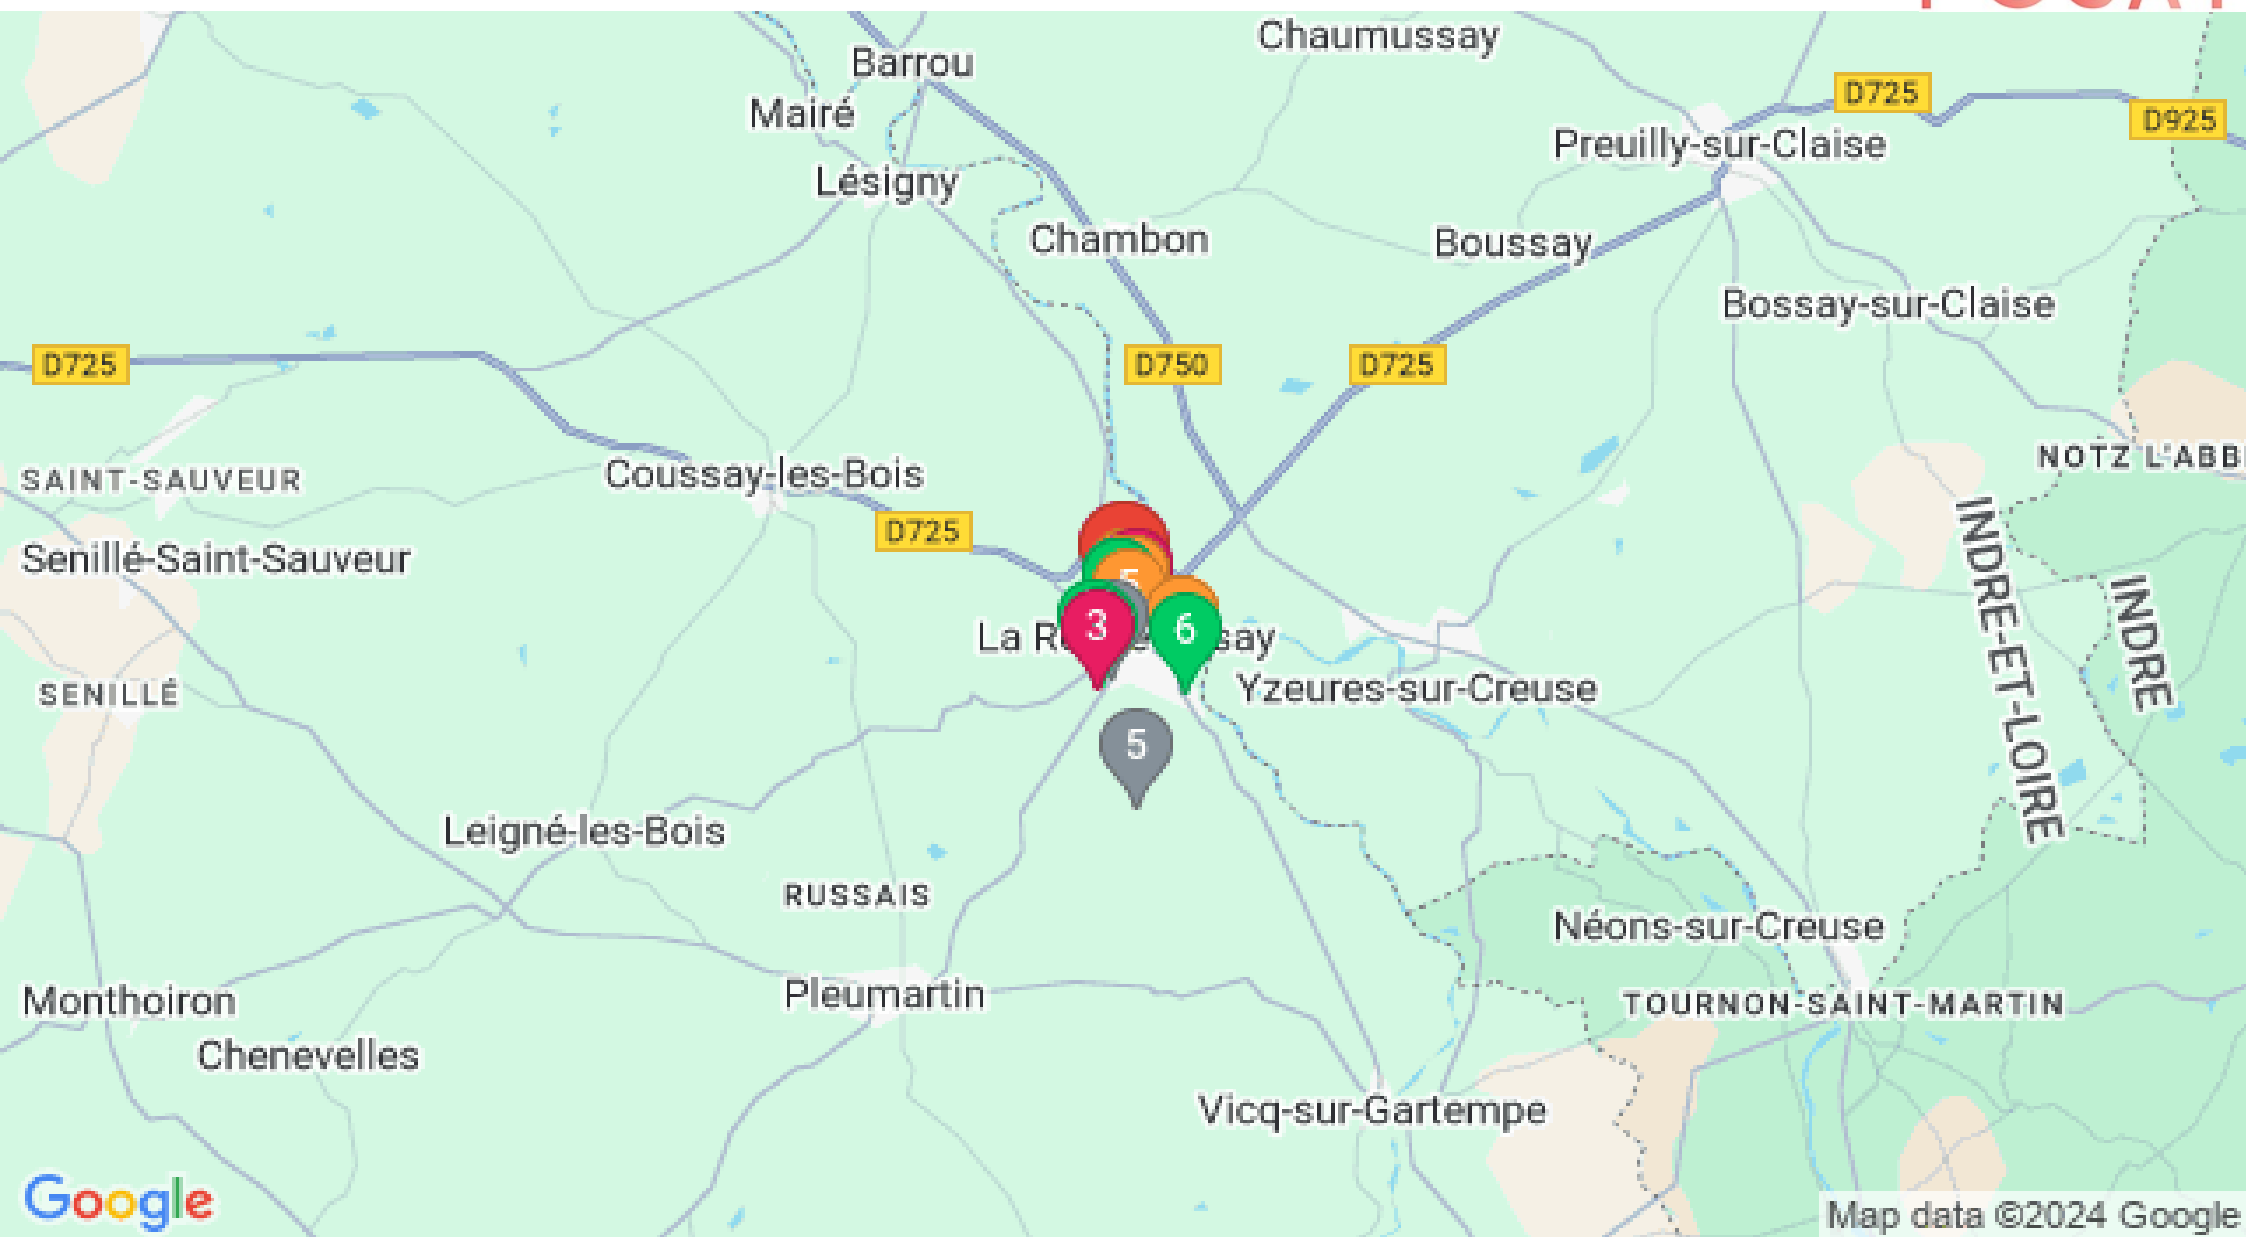 Chaumussay
Barrou
D725
Mairé
D925
Preuilly-sur-Claise
Lésigny
Chambon
Boussay
Bossay-sur-Claise
D725
D750
D725
NOTZ L'ABB
Coussay-les-Bois
SAINT-SAUVEUR
D725
Senillé-Saint-Sauveur
INDRE-ET-LOIRE
INDRE
5
3
6
La Ro
say
Yzeures-sur-Creuse
SENILLÉ
5
Leigné-les-Bois
RUSSAIS
Néons-sur-Creuse
Pleumartin
Monthoiron
TOURNON-SAINT-MARTIN
Chenevelles
Vicq-sur-Gartempe
Google
Map data ©2024 Google